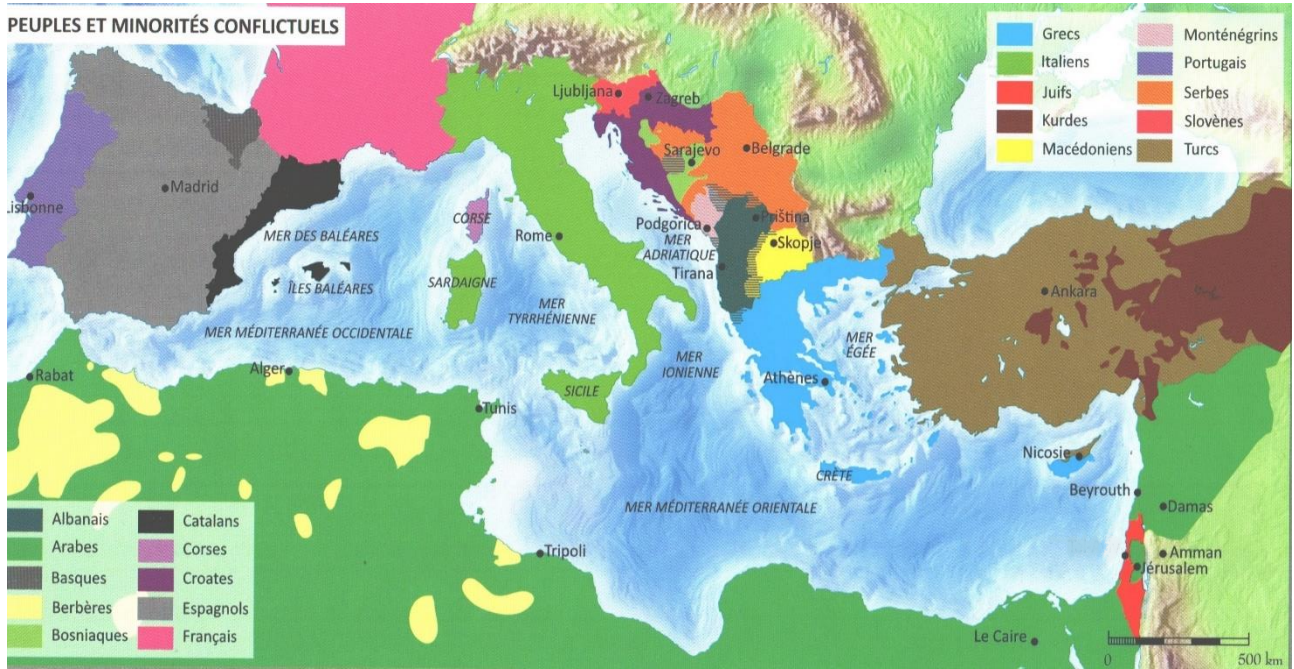 PEUPLES ET MINORITÉS CONFLICTUELS
Grecs
Italiens
Juifs
Kurdes
Macédoniens
Monténégrins
Portugais
Serbes
Slovènes
Turcs
Ljubljana
Zagreb
Sarajevo
Belgrade
Madrid
Lisbonne
CORSE
Rome
Podgorica
Priština
MER
ADRIATIQUE
Skopje
Tirana
MER DES BALÉARES
ÎLES BALÉARES
SARDAIGNE
MER
TYRRHÉNIENNE
MER MÉDITERRANÉE OCCIDENTALE
MER
IONIENNE
MER
ÉGÉE
Athènes
Ankara
Rabat
Alger
Tunis
SICILE
CRÈTE
Nicosie
Beyrouth
Damas
MER MÉDITERRANÉE ORIENTALE
Tripoli
Amman
Jérusalem
Le Caire
Albanais
Arabes
Basques
Berbères
Bosniaques
Catalans
Corses
Croates
Espagnols
Français
0 500 km